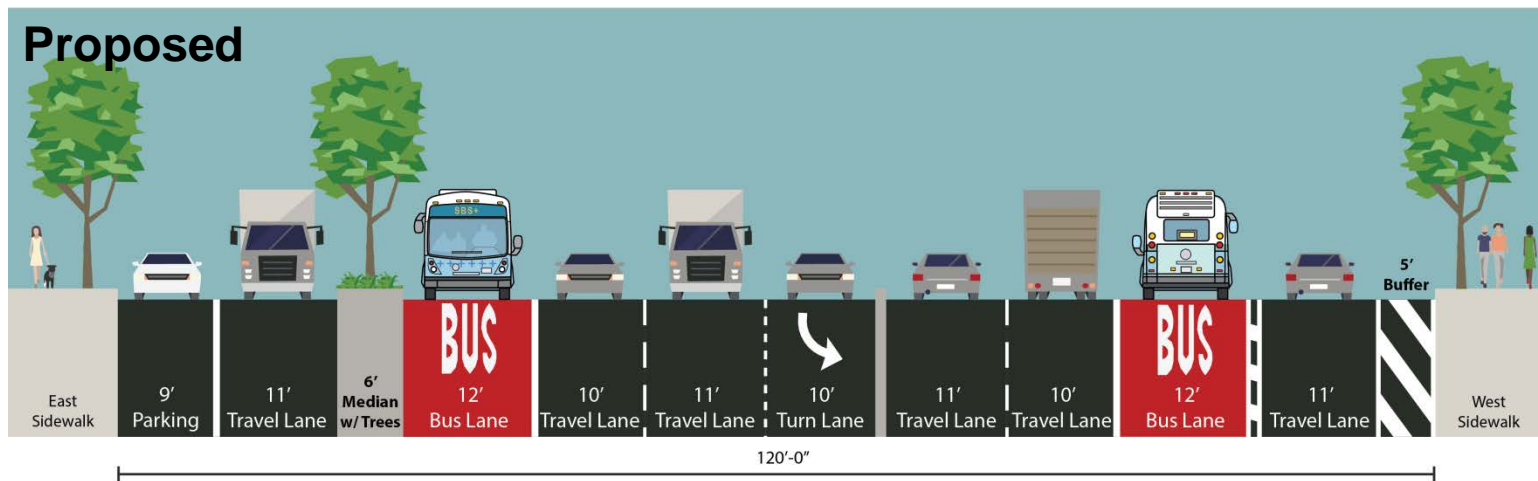 Proposed
SBS+
5’
Buffer
BUS
BUS
East
Sidewalk
9’
Parking
11’
Travel Lane
6’
Median
w/ Trees
12’
Bus Lane
10’
Travel Lane
11’
Travel Lane
10’
Turn Lane
11’
Travel Lane
10’
Travel Lane
12’
Bus Lane
11’
Travel Lane
West
Sidewalk
120’-0”